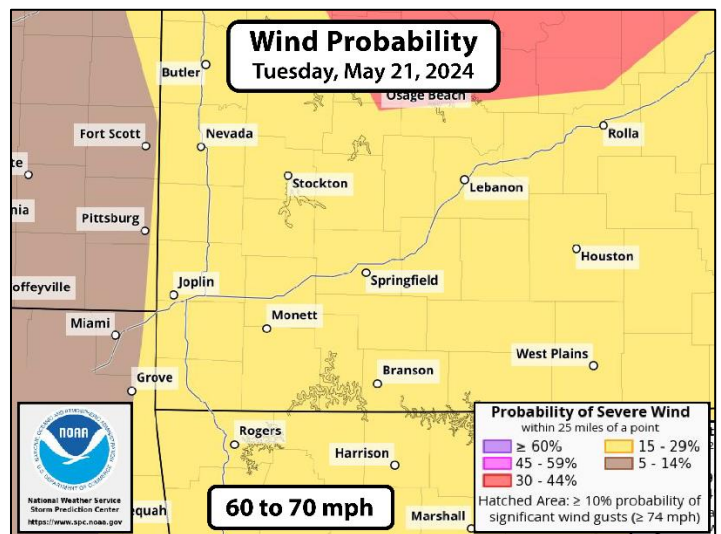 Wind Probability
Tuesday, May 21, 2024
Butler
Osage Beach
Fort Scott
Nevada
Rolla
Stockton
Lebanon
Pittsburg
Houston
offeyville
Joplin
Springfield
Miami
Monett
West Plains
Branson
Grove
Rogers
Harrison
Marshall
equah
60 to 70 mph
NOAA
National Weather Service
Storm Prediction Center
https://www.spc.noaa.gov
Probability of Severe Wind
within 25 miles of a point
≥ 60%
15 - 29%
45 - 59%
5 - 14%
30 - 44%
Hatched Area: ≥ 10% probability of
significant wind gusts (≥ 74 mph)